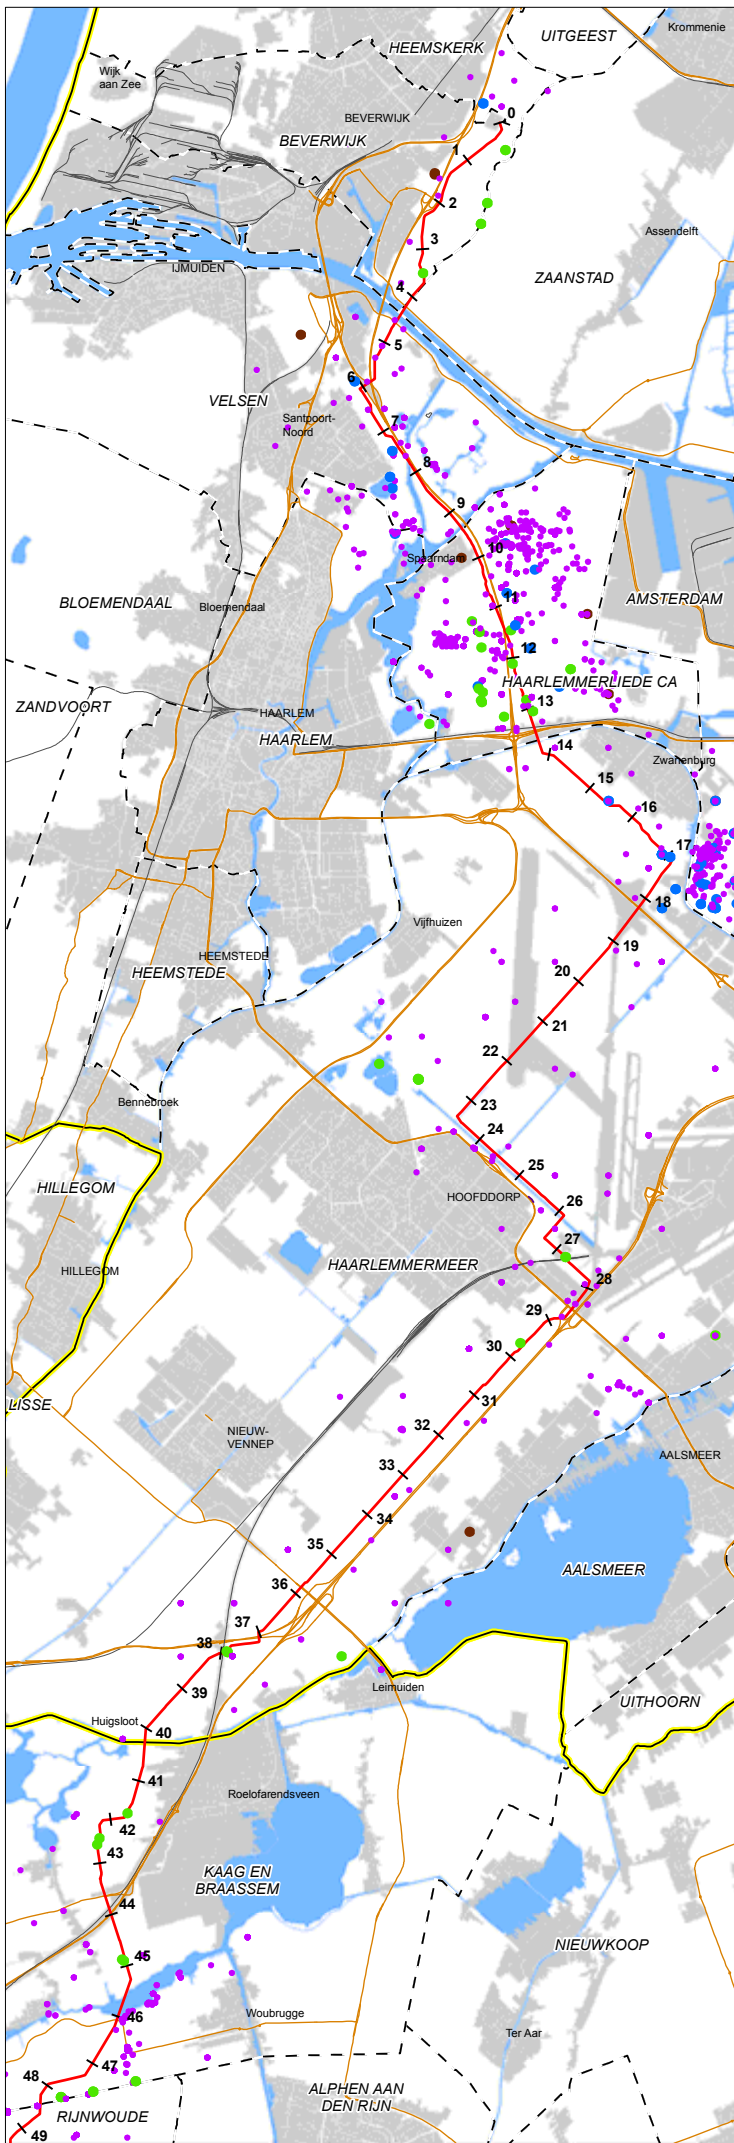 HEEMSKERK
UITGEEST
Krommenie
Wijk
aan Zee
BEVERWIJK
BEVERWIJK
0
1
2
3
Assendelft
IJMUIDEN
ZAANSTAD
4
5
6
VELSEN
Santpoort-
Noord
7
8
9
10
Spaarndam
BLOEMENDAAL
Bloemendaal
11
AMSTERDAM
12
HAARLEMMERLIEDE CA
ZANDVOORT
HAARLEM
HAARLEM
13
14
Zwanenburg
15
16
17
18
Vijfhuizen
19
HEEMSTEDE
HEEMSTEDE
20
21
22
23
Bennebroek
24
25
HILLEGOM
HOOFDDORP
26
27
HILLEGOM
HAARLEMMERMEER
28
29
30
31
LISSE
NIEUW-
VENNEP
32
AALSMEER
33
34
35
AALSMEER
36
37
38
39
Leimuiden
UITHOORN
Huigsloot
40
41
Roelofarendsveen
42
43
KAAG EN
BRAASSEM
44
NIEUWKOOP
45
46
Woubrugge
Ter Aar
47
48
ALPHEN AAN
DEN RIJN
RIJNWOUDE
49